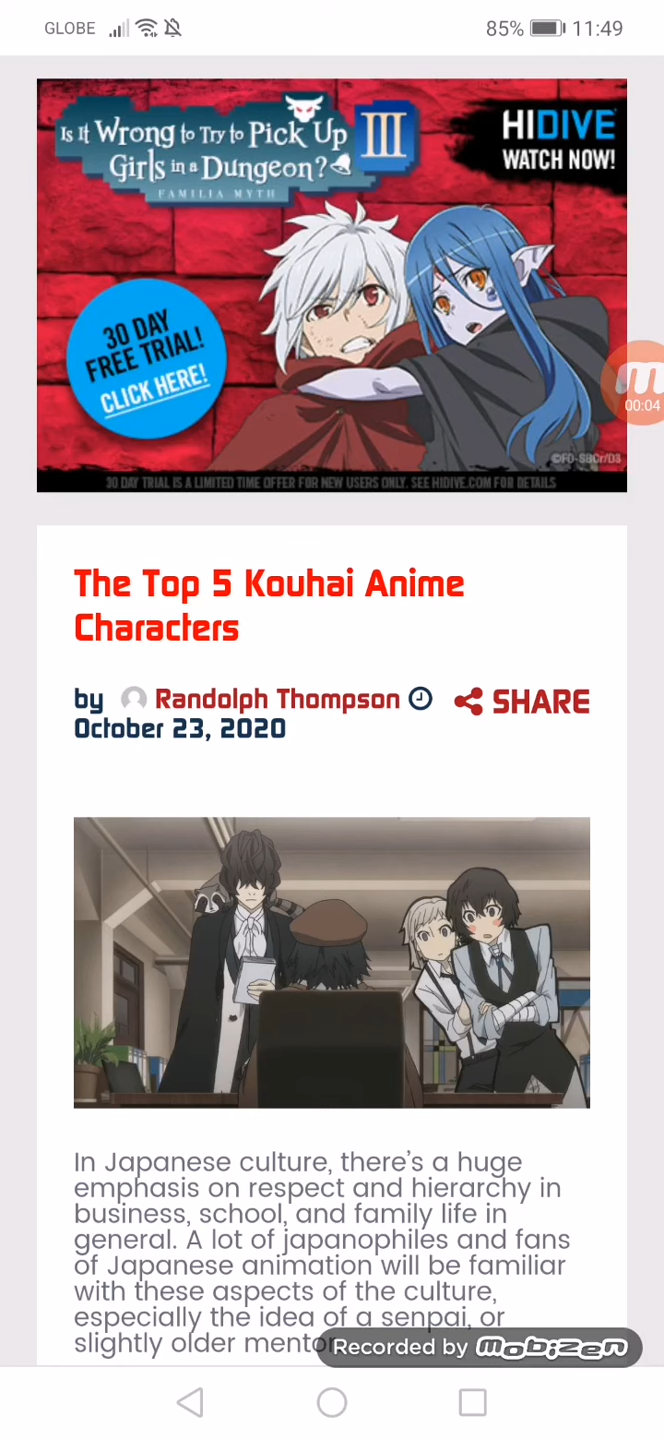 GLOBE 85% 11:49
Is It Wrong to Try to Pick Up
Girls in a Dungeon? III
FAMILIA MYTH
HIDIVE
WATCH NOW!
30 DAY
FREE TRIAL!
CLICK HERE!
00:04
©FO-SBCr/D3
30 DAY TRIAL IS A LIMITED TIME OFFER FOR NEW USERS ONLY. SEE HIDIVE.COM FOR DETAILS
The Top 5 Kouhai Anime
Characters
by Randolph Thompson SHARE
October 23, 2020
In Japanese culture, there's a huge
emphasis on respect and hierarchy in
business, school, and family life in
general. A lot of japanophiles and fans
of Japanese animation will be familiar
with these aspects of the culture,
especially the idea of a senpai, or
slightly older mento
Recorded by mobizen